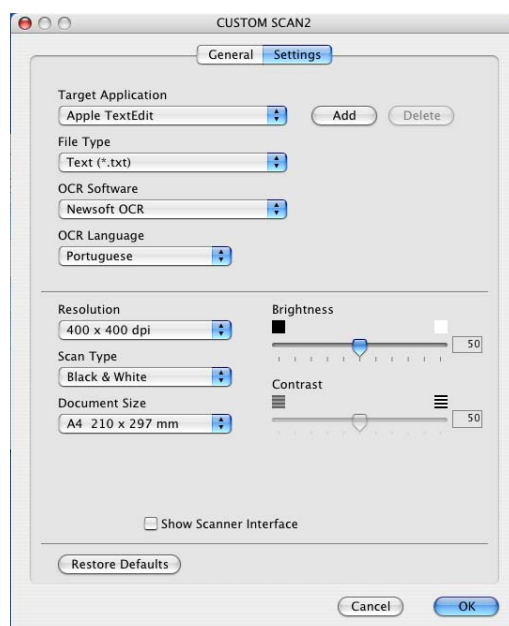 CUSTOM SCAN2
General Settings
Target Application
Apple TextEdit Add Delete
File Type
Text (*.txt)
OCR Software
Newsoft OCR
OCR Language
Portuguese
Resolution Brightness
400 x 400 dpi 50
Scan Type
Black & White Contrast
Document Size
A4 210 x 297 mm 50
Show Scanner Interface
Restore Defaults
Cancel OK